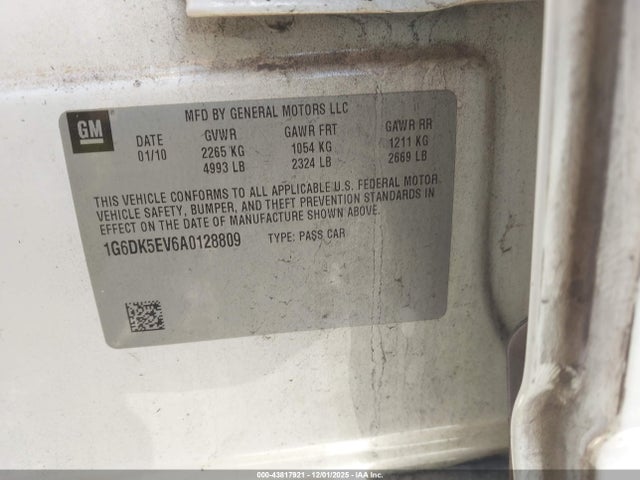 MFD BY GENERAL MOTORS LLC
GM
DATE GVWR GAWR FRT GAWR RR
01/10 2265 KG 1054 KG 1211 KG
4993 LB 2324 LB 2669 LB
THIS VEHICLE CONFORMS TO ALL APPLICABLE U.S. FEDERAL MOTOR
VEHICLE SAFETY, BUMPER, AND THEFT PREVENTION STANDARDS IN
EFFECT ON THE DATE OF MANUFACTURE SHOWN ABOVE.
1G6DK5EV6A0128809 TYPE: PASS CAR
000-43817921 - 12/01/2025 - IAAI Copart